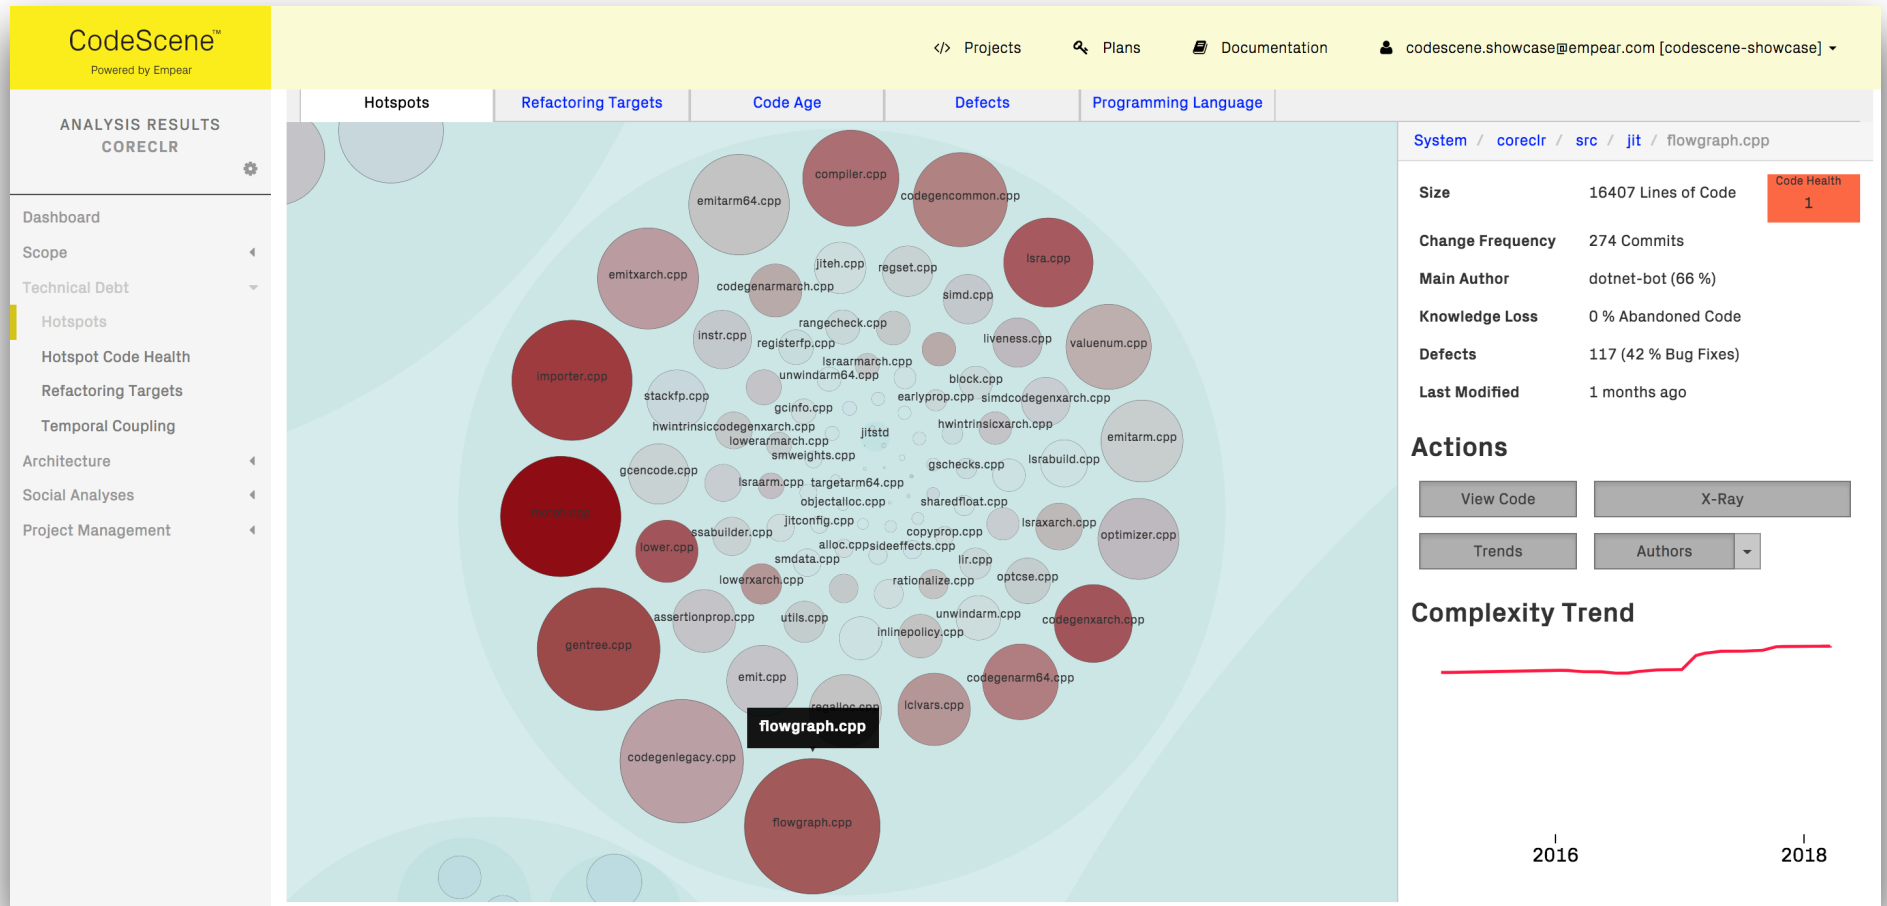 CodeScene™
Powered by Empear
Projects
Plans
Documentation
codescene.showcase@empear.com [codescene-showcase]
ANALYSIS RESULTS
CORECLR
Dashboard
Scope
Technical Debt
Hotspots
Hotspot Code Health
Refactoring Targets
Temporal Coupling
Architecture
Social Analyses
Project Management
Hotspots
Refactoring Targets
Code Age
Defects
Programming Language
compiler.cpp
emitarm64.cpp
codegencommon.cpp
lsra.cpp
jiteh.cpp
regset.cpp
emitxarch.cpp
codegenarmarch.cpp
simd.cpp
rangecheck.cpp
instr.cpp
registerfp.cpp
liveness.cpp
valuenum.cpp
lsraarmarch.cpp
unwindarm64.cpp
importer.cpp
block.cpp
stackfp.cpp
earlyprop.cpp
simdcodegenxarch.cpp
gcinfo.cpp
hwintrinsiccodegenxarch.cpp
hwintrinsicxarch.cpp
jitstd
lowerarmarch.cpp
emitarm.cpp
smweights.cpp
lsrabuild.cpp
gschecks.cpp
gcencode.cpp
lsraarm.cpp
targetarm64.cpp
objectalloc.cpp
sharedfloat.cpp
jitconfig.cpp
lsraxarch.cpp
ssabuilder.cpp
copyprop.cpp
optimizer.cpp
lower.cpp
alloc.cpp
sideeffects.cpp
smdata.cpp
lir.cpp
lowerxarch.cpp
rationalize.cpp
optcse.cpp
assertionprop.cpp
utils.cpp
unwindarm.cpp
codegenxarch.cpp
inlinepolicy.cpp
gentree.cpp
emit.cpp
codegenarm64.cpp
regalloc.cpp
lclvars.cpp
flowgraph.cpp
codegenlegacy.cpp
flowgraph.cpp
System / coreclr / src / jit / flowgraph.cpp
Size 16407 Lines of Code
Code Health
1
Change Frequency 274 Commits
Main Author dotnet-bot (66 %)
Knowledge Loss 0 % Abandoned Code
Defects 117 (42 % Bug Fixes)
Last Modified 1 months ago
Actions
View Code
X-Ray
Trends
Authors
Complexity Trend
2016
2018